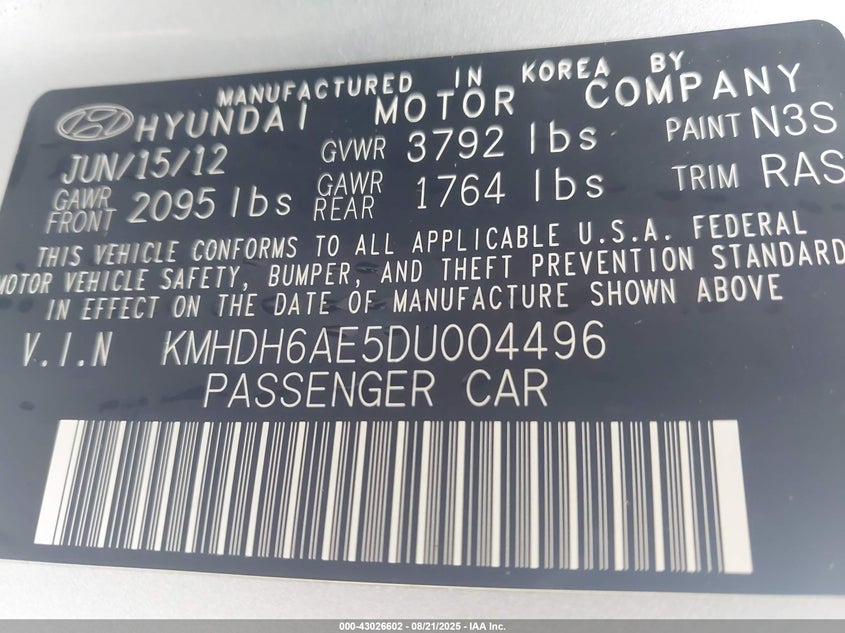 MANUFACTURED IN KOREA BY
HYUNDAI MOTOR COMPANY
JUN/15/12 GVWR 3792 lbs PAINT N3S
GAWR FRONT 2095 lbs GAWR REAR 1764 lbs TRIM RAS
THIS VEHICLE CONFORMS TO ALL APPLICABLE U.S.A. FEDERAL
MOTOR VEHICLE SAFETY, BUMPER, AND THEFT PREVENTION STANDARD
IN EFFECT ON THE DATE OF MANUFACTURE SHOWN ABOVE
V.I.N KMHDH6AE5DU004496
PASSENGER CAR
000-43026602 - 08/21/2025 - IAA Inc.